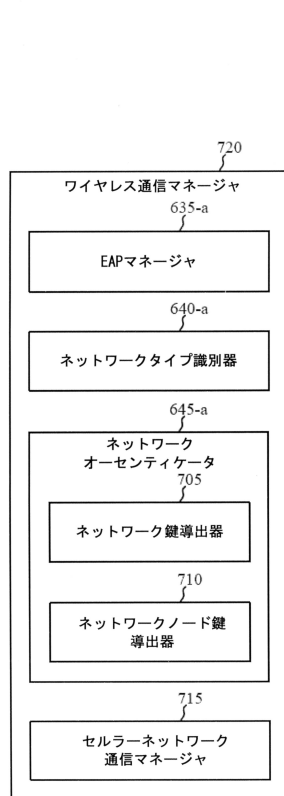 720
ワイヤレス通信マネージャ
635-a
EAPマネージャ
640-a
ネットワークタイプ識別器
645-a
ネットワーク
オーセンティケータ
705
ネットワーク鍵導出器
710
ネットワークノード鍵
導出器
715
セルラーネットワーク
通信マネージャ